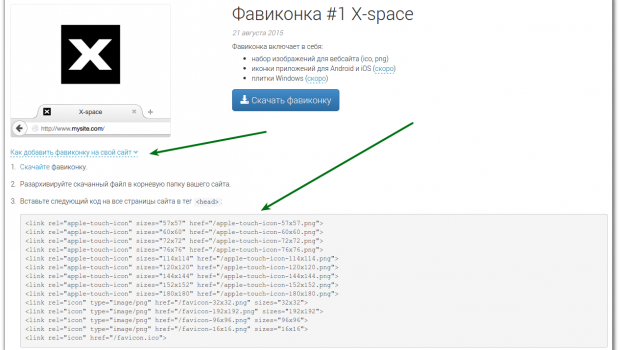 Фавиконка #1 X-space
21 августа 2015
Фавиконка включает в себя:
набор изображений для вебсайта (ico, png)
иконки приложений для Android и iOS (скоро)
плитки Windows (скоро)
Скачать фавиконку
X
X X-space × +
http://www.mysite.com/
Как добавить фавиконку на свой сайт
1. Скачайте фавиконку.
2. Разархивируйте скачанный файл в корневую папку вашего сайта.
3. Вставьте следующий код на все страницы сайта в тег <head>:
<link rel="apple-touch-icon" sizes="57x57" href="/apple-touch-icon-57x57.png">
<link rel="apple-touch-icon" sizes="60x60" href="/apple-touch-icon-60x60.png">
<link rel="apple-touch-icon" sizes="72x72" href="/apple-touch-icon-72x72.png">
<link rel="apple-touch-icon" sizes="76x76" href="/apple-touch-icon-76x76.png">
<link rel="apple-touch-icon" sizes="114x114" href="/apple-touch-icon-114x114.png">
<link rel="apple-touch-icon" sizes="120x120" href="/apple-touch-icon-120x120.png">
<link rel="apple-touch-icon" sizes="144x144" href="/apple-touch-icon-144x144.png">
<link rel="apple-touch-icon" sizes="152x152" href="/apple-touch-icon-152x152.png">
<link rel="apple-touch-icon" sizes="180x180" href="/apple-touch-icon-180x180.png">
<link rel="icon" type="image/png" href="/favicon-32x32.png" sizes="32x32">
<link rel="icon" type="image/png" href="/favicon-192x192.png" sizes="192x192">
<link rel="icon" type="image/png" href="/favicon-96x96.png" sizes="96x96">
<link rel="icon" type="image/png" href="/favicon-16x16.png" sizes="16x16">
<link rel="icon" href="/favicon.ico">